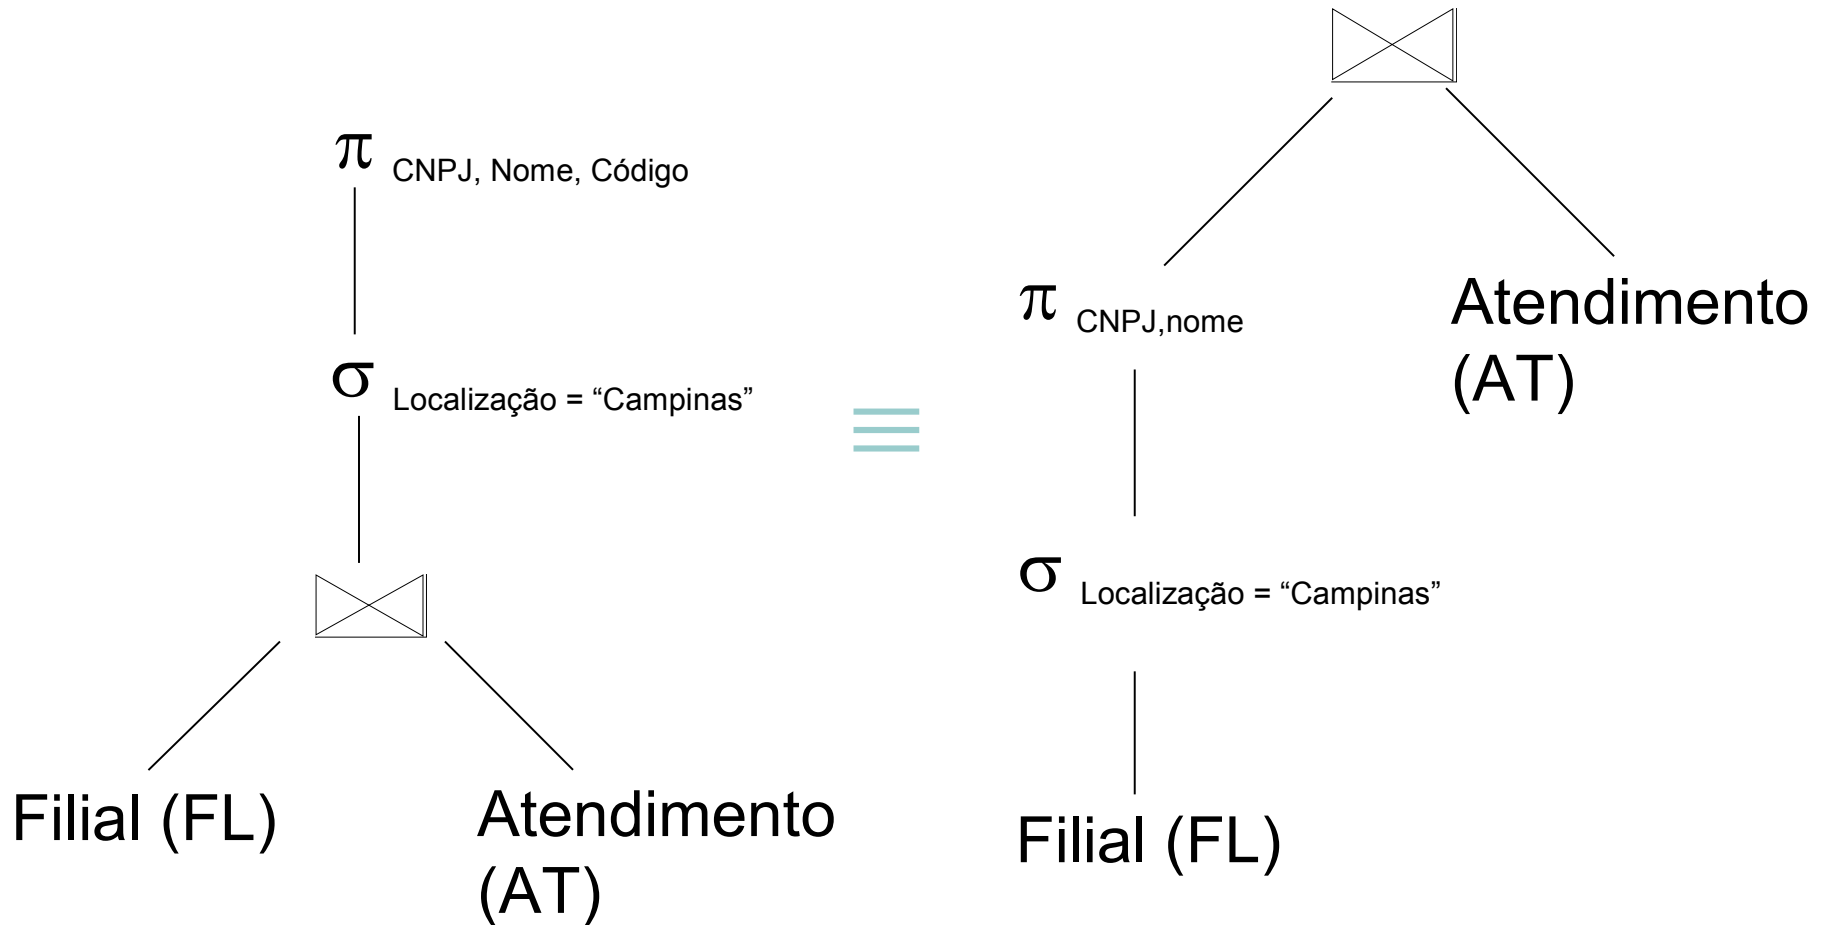 π CNPJ, Nome, Código
σ Localização = “Campinas”
Filial (FL)
Atendimento
(AT)
≡
π CNPJ,nome
Atendimento
(AT)
σ Localização = “Campinas”
Filial (FL)